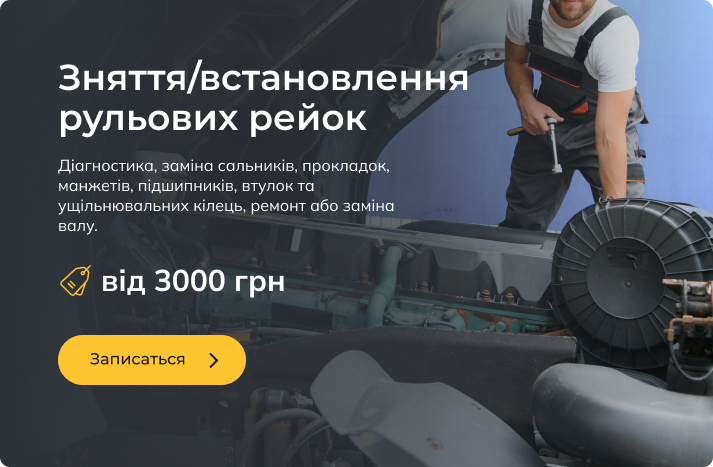 Зняття/встановлення
рульових рейок
Діагностика, заміна сальників, прокладок,
манжетів, підшипників, втулок та
ущільнювальних кілець, ремонт або заміна
валу.
від 3000 грн
Записаться